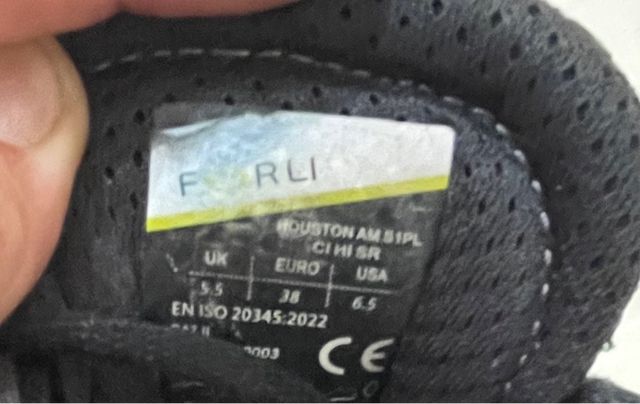 HOUSTON AM S1PL
CI HI SR
UK EURO USA
5.5 38 6.5
EN ISO 20345:2022
CE